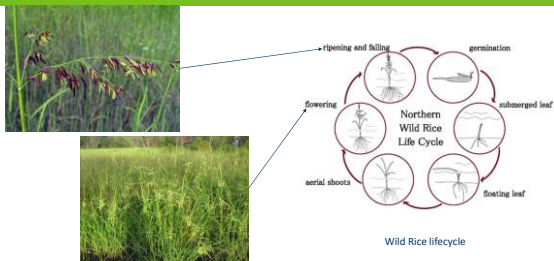 ripening and falling
germination
flowering
Northern
Wild Rice
Life Cycle
submerged leaf
aerial shoots
floating leaf
Wild Rice lifecycle